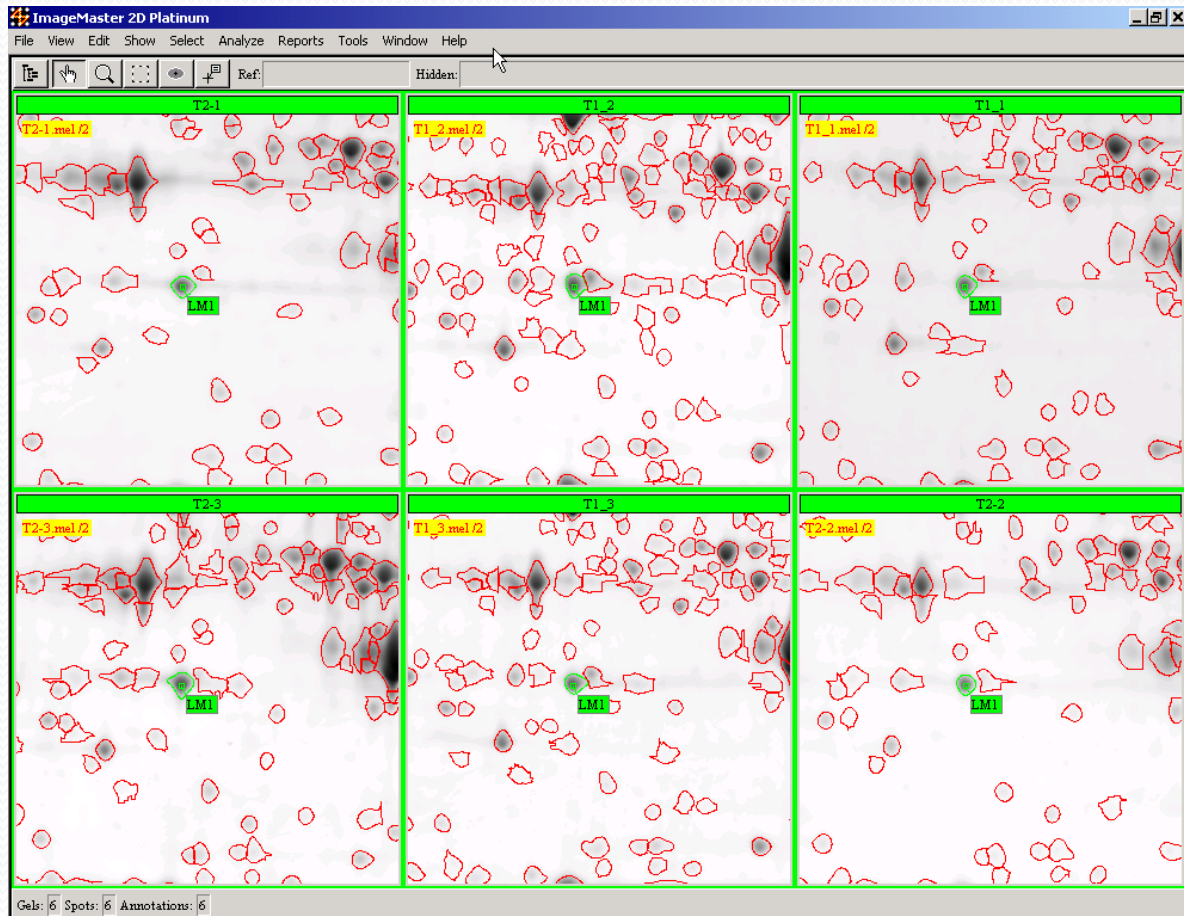 ImageMaster 2D Platinum
File View Edit Show Select Analyze Reports Tools Window Help
Ref: Hidden:
T2-1 T1_2 T1_1
T2-1.mel/2 T1_2.mel/2 T1_1.mel/2
LM1 LM1 LM1
T2-3 T1_3 T2-2
T2-3.mel/2 T1_3.mel/2 T2-2.mel/2
LM1 LM1 LM1
Gels: 6 Spots: 6 Annotations: 6